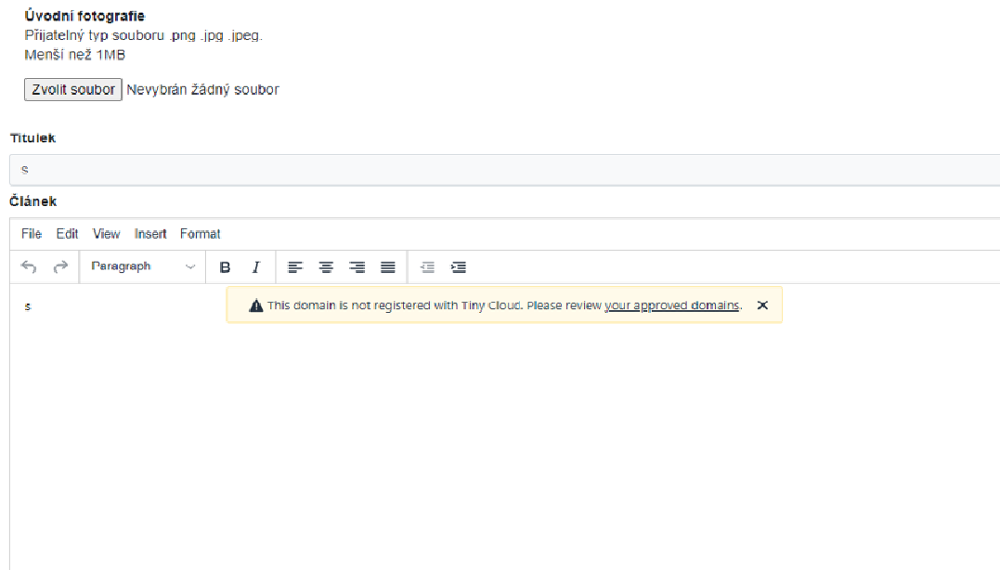 Úvodní fotografie
Přijatelný typ souboru .png .jpg .jpeg.
Menší než 1MB
Zvolit soubor Nevybrán žádný soubor
Titulek
s
Článek
File Edit View Insert Format
Paragraph B I
This domain is not registered with Tiny Cloud. Please review your approved domains.
s